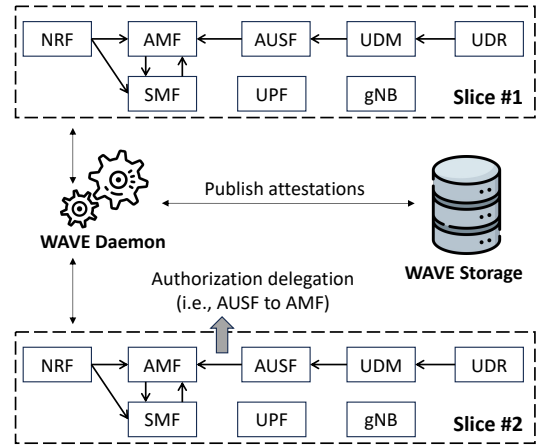 NRF AMF AUSF UDM UDR
SMF UPF gNB Slice #1
Publish attestations
WAVE Daemon
WAVE Storage
Authorization delegation
(i.e., AUSF to AMF)
NRF AMF AUSF UDM UDR
SMF UPF gNB Slice #2